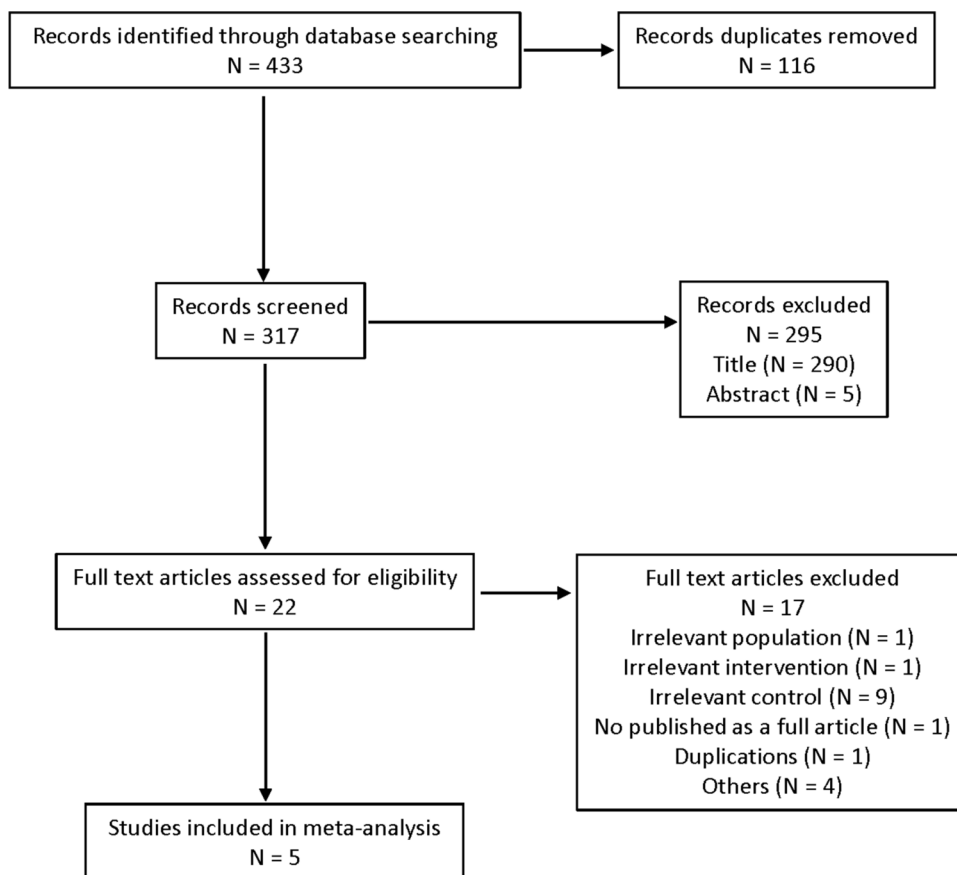 Records identified through database searching
N = 433
Records duplicates removed
N = 116
Records screened
N = 317
Records excluded
N = 295
Title (N = 290)
Abstract (N = 5)
Full text articles assessed for eligibility
N = 22
Full text articles excluded
N = 17
Irrelevant population (N = 1)
Irrelevant intervention (N = 1)
Irrelevant control (N = 9)
No published as a full article (N = 1)
Duplications (N = 1)
Others (N = 4)
Studies included in meta-analysis
N = 5